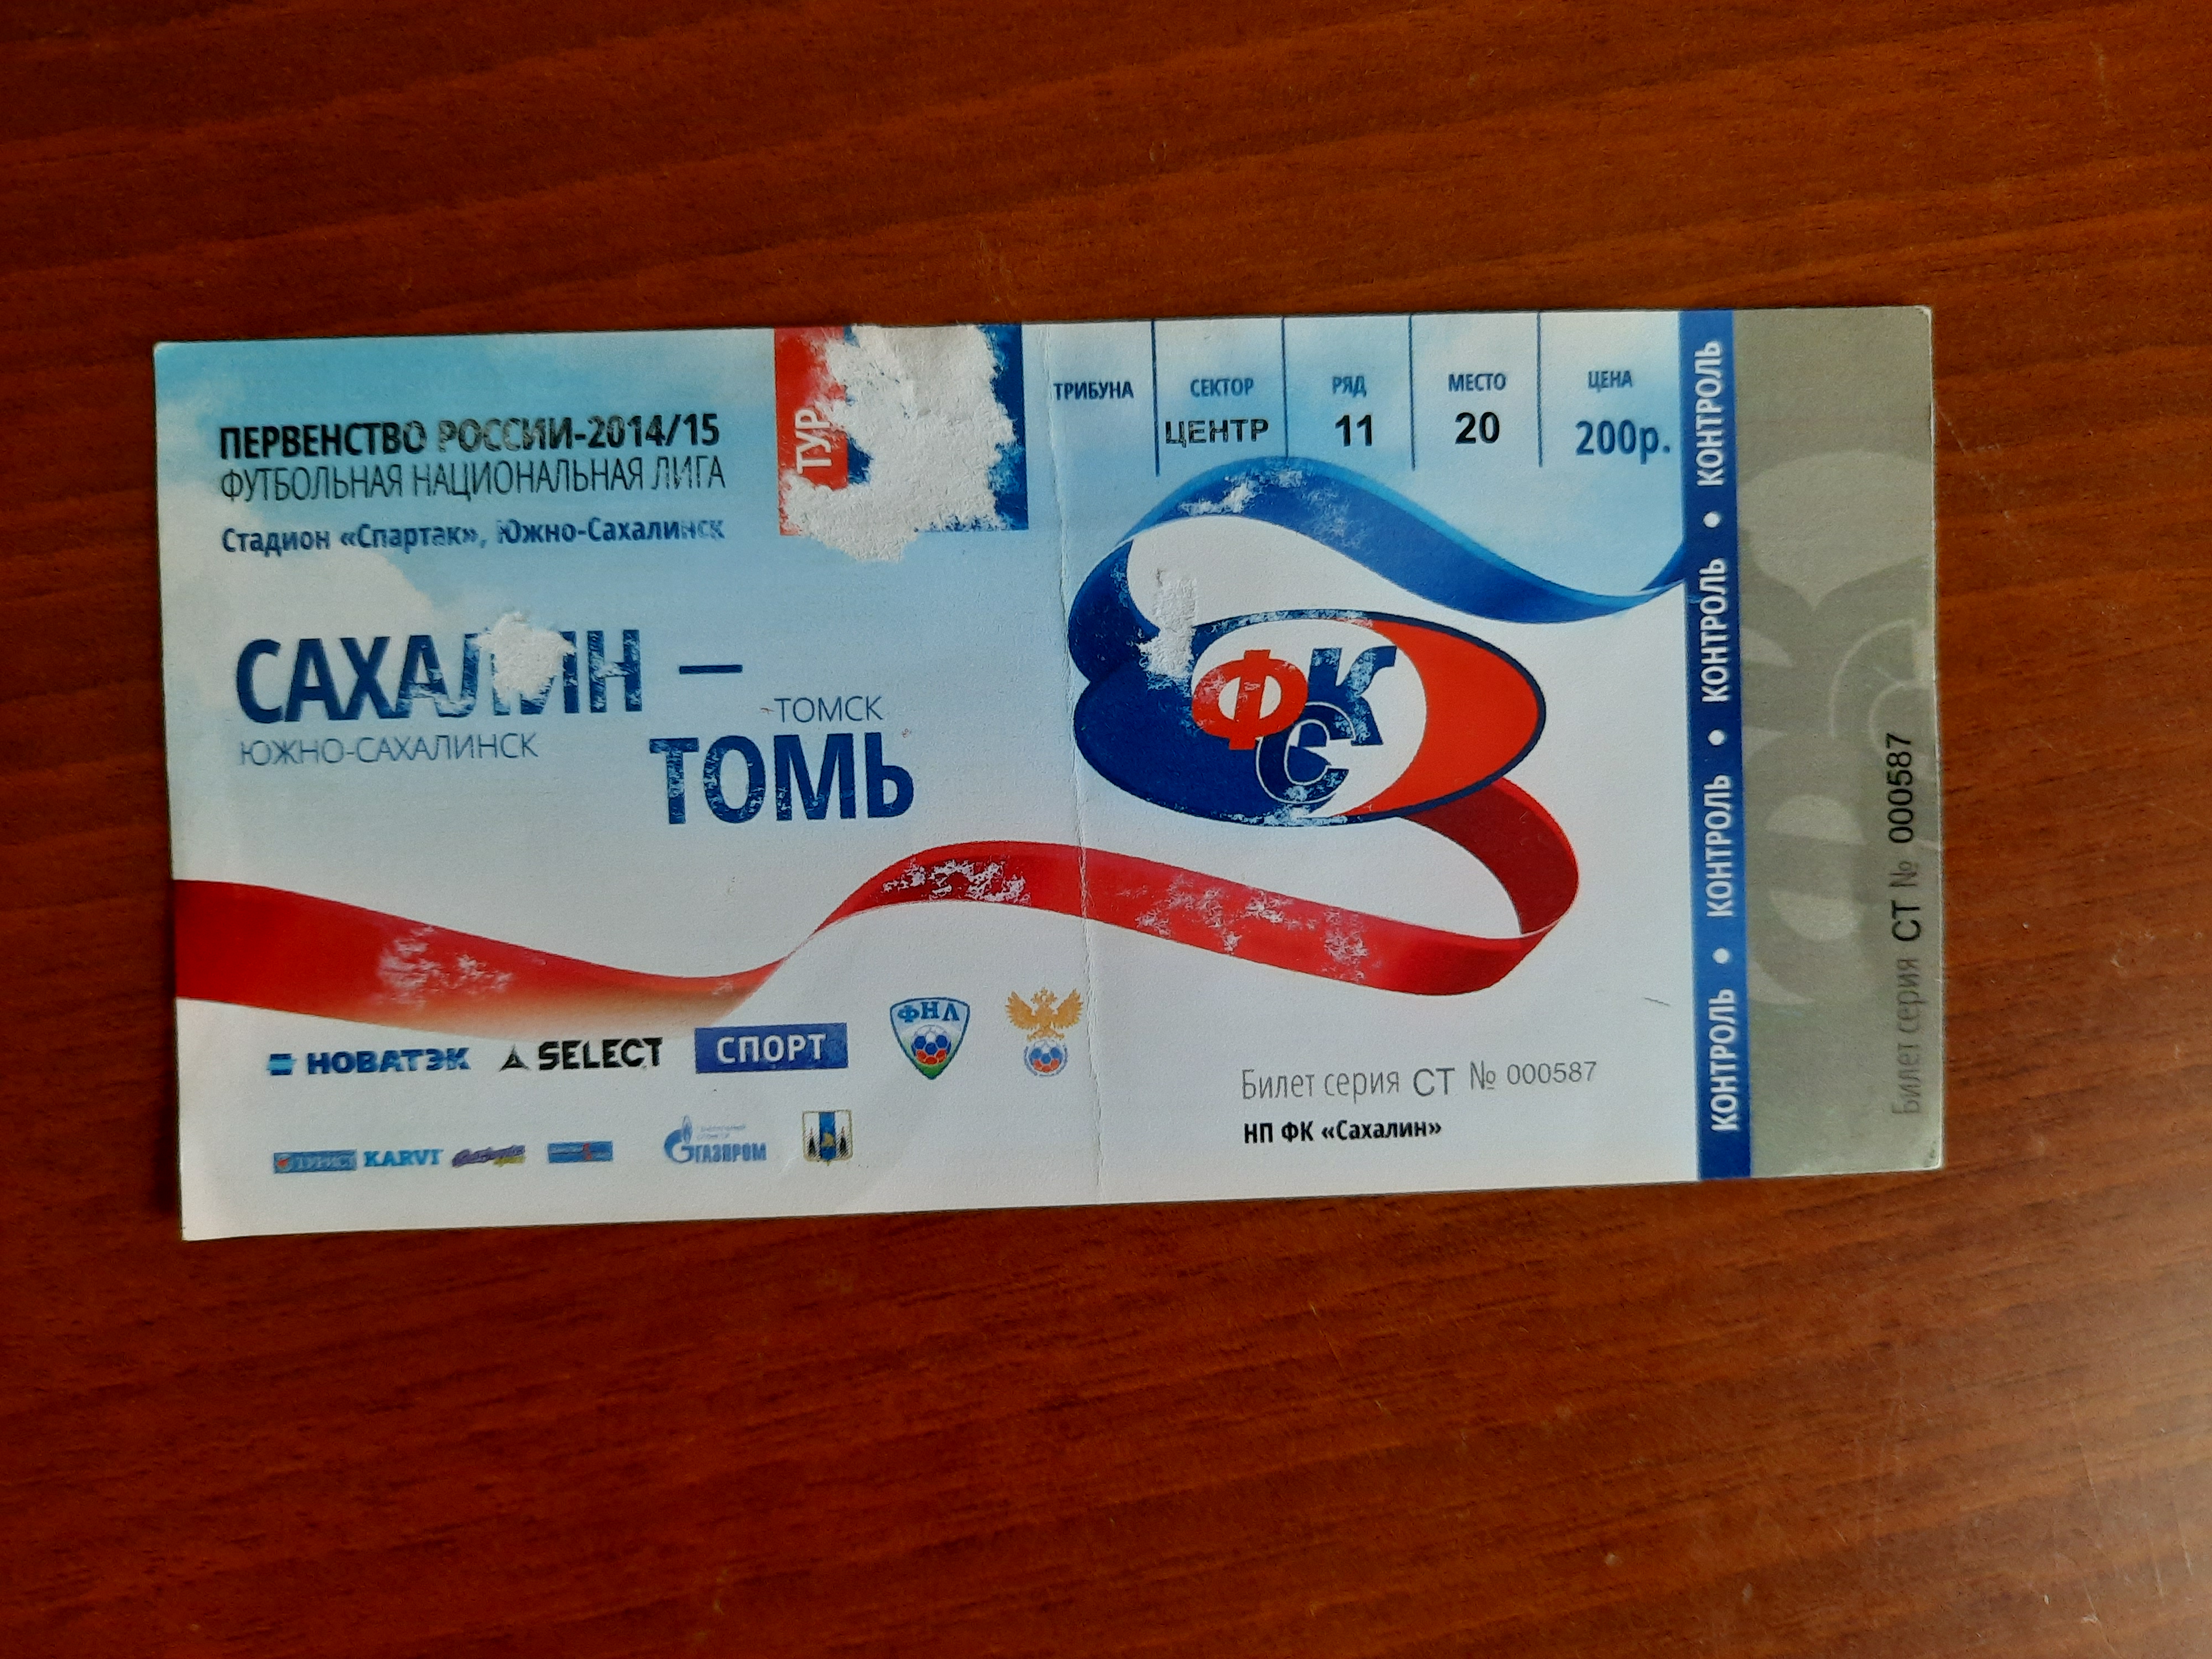 ПЕРВЕНСТВО РОССИИ-2014/15
ФУТБОЛЬНАЯ НАЦИОНАЛЬНАЯ ЛИГА
Стадион «Спартак», Южно-Сахалинск
ТУР
САХАЛИН –
ЮЖНО-САХАЛИНСК
ТОМСК
ТОМЬ
НОВАТЭК
SELECT
СПОРТ
ФНЛ
KARVI
ГАЗПРОМ
ТРИБУНА СЕКТОР РЯД МЕСТО ЦЕНА
ЦЕНТР 11 20 200р.
ФКС
Билет серия СТ № 000587
НП ФК «Сахалин»
КОНТРОЛЬ • КОНТРОЛЬ • КОНТРОЛЬ • КОНТРОЛЬ
Билет серия СТ № 000587